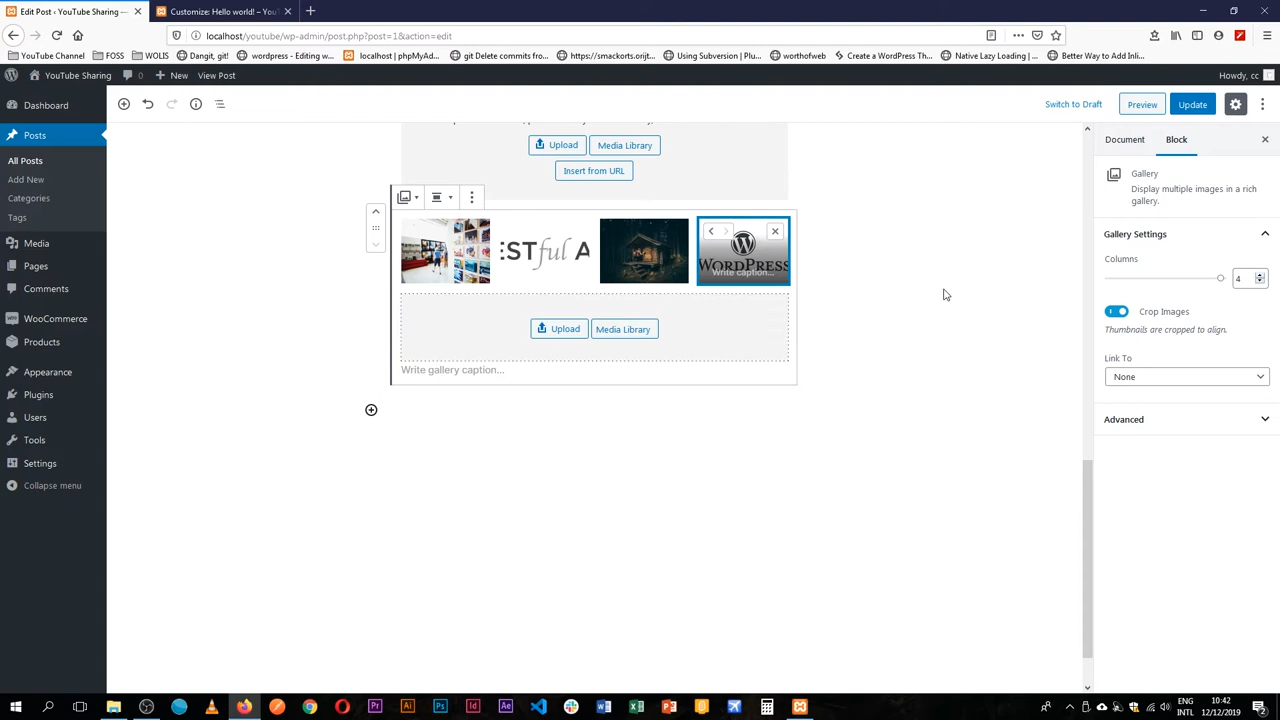 Edit Post ‹ YouTube Sharing —
Customize: Hello world! – You
localhost/youtube/wp-admin/post.php?post=1&action=edit
YouTube Channel
FOSS
WOLIS
Dangit, git!
wordpress - Editing w...
localhost | phpMyAd...
git Delete commits fro...
https://smackorts.orijt...
Using Subversion | Plu...
worthofweb
Create a WordPress Th...
Native Lazy Loading |...
Better Way to Add Inli...
YouTube Sharing
0
New
View Post
Howdy, cc
Dashboard
Posts
All Posts
Add New
Categories
Tags
Media
Pages
Comments
WooCommerce
Products
Appearance
Plugins
Users
Tools
Settings
Collapse menu
Switch to Draft
Preview
Update
Upload
Media Library
Insert from URL
ESTful A
WORDPRESS
Write caption...
Upload
Media Library
Write gallery caption...
Document
Block
Gallery
Display multiple images in a rich
gallery.
Gallery Settings
Columns
4
Crop Images
Thumbnails are cropped to align.
Link To
None
Advanced
ENG
INTL
10:42
12/12/2019